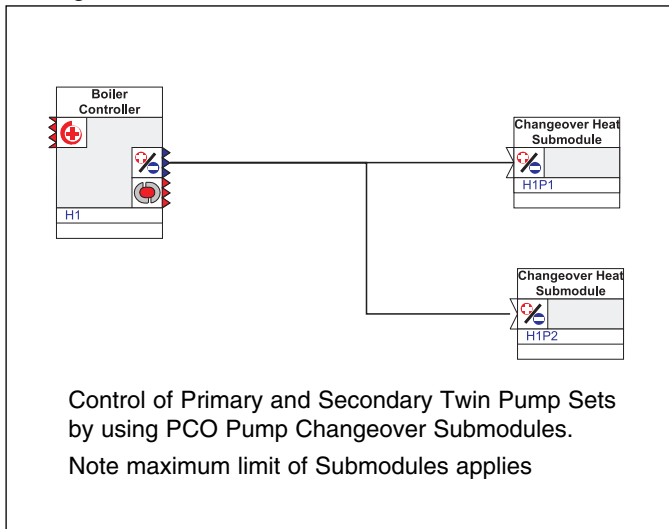 Boiler
Controller
H1
Changeover Heat
Submodule
H1P1
Changeover Heat
Submodule
H1P2
Control of Primary and Secondary Twin Pump Sets
by using PCO Pump Changeover Submodules.
Note maximum limit of Submodules applies